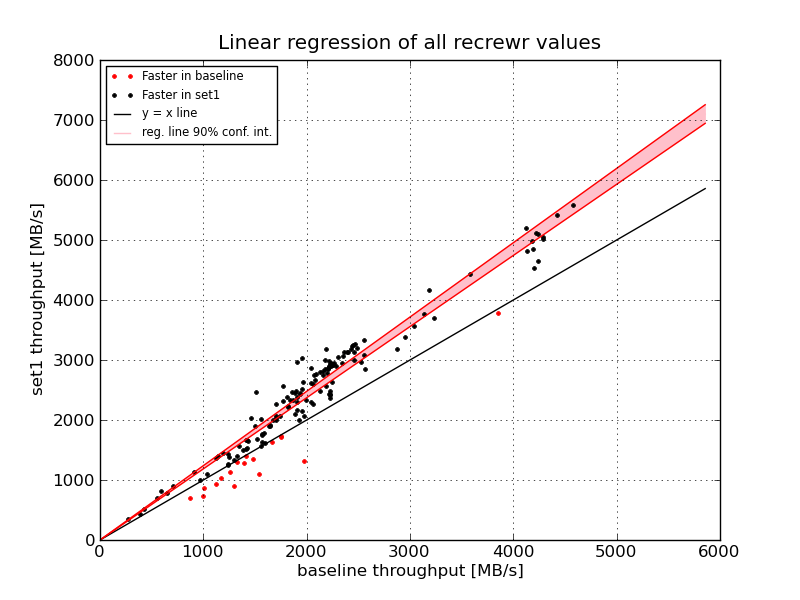 Linear regression of all recrewr values
Faster in baseline
Faster in set1
y = x line
reg. line 90% conf. int.
8000
7000
6000
5000
4000
3000
2000
1000
0
set1 throughput [MB/s]
0 1000 2000 3000 4000 5000 6000
baseline throughput [MB/s]